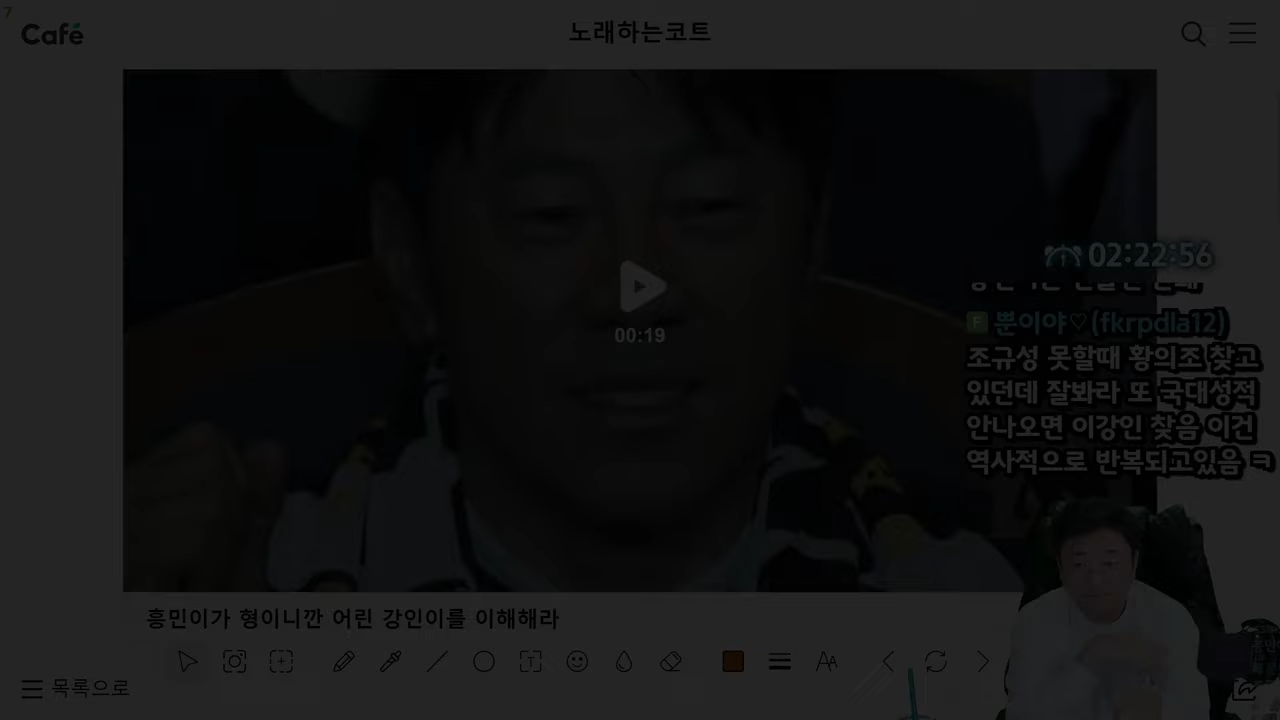 7
Café
노래하는코트
02:22:56
F 뿐이야♡(fkrpdla12)
조규성 못할때 황의조 찾고
있던데 잘봐라 또 국대성적
안나오면 이강인 찾음 이건
역사적으로 반복되고있음 ㅋ
00:19
흥민이가 형이니깐 어린 강인이를 이해해라
목록으로